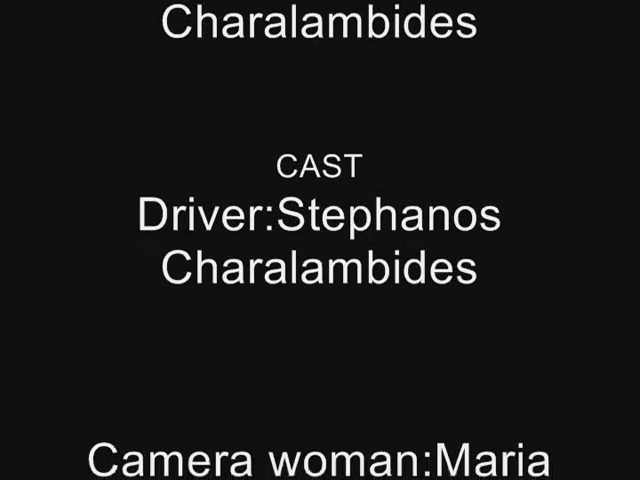 Charalambides
CAST
Driver:Stephanos
Charalambides
Camera woman:Maria